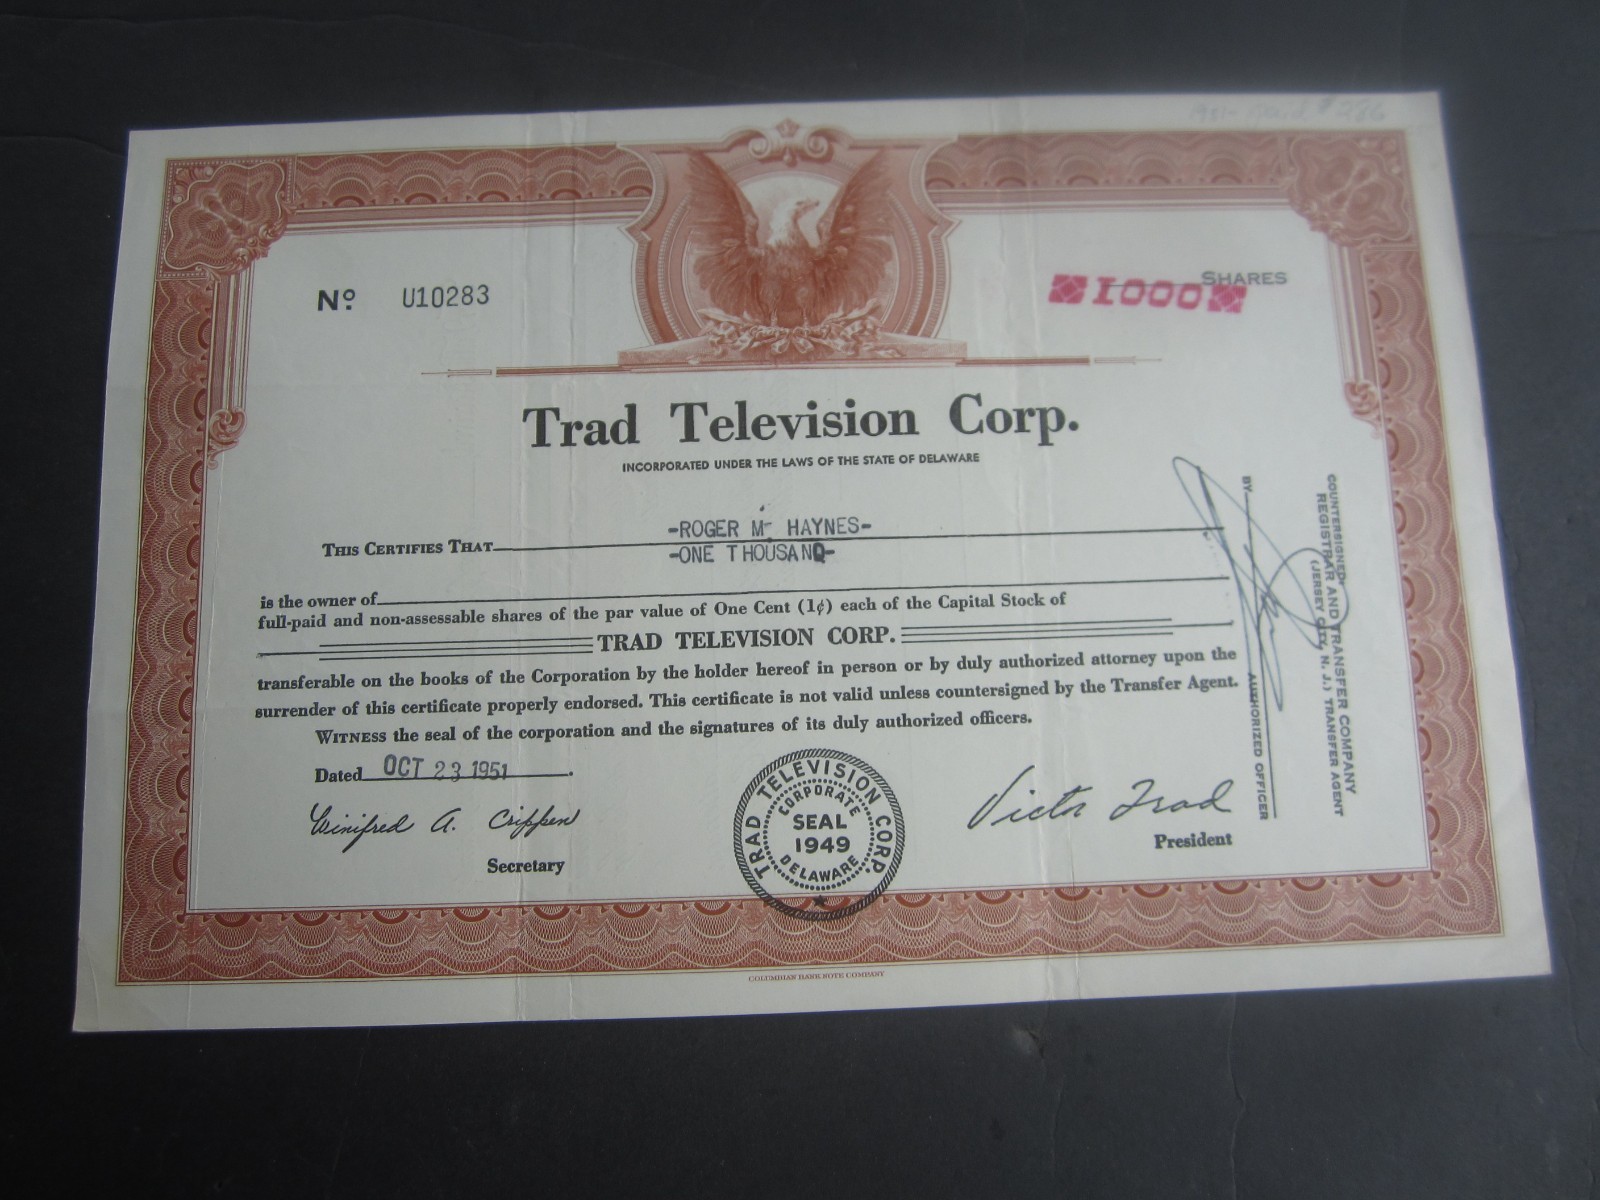 $286
Nº U10283
SHARES
1000
Trad Television Corp.
INCORPORATED UNDER THE LAWS OF THE STATE OF DELAWARE
THIS CERTIFIES THAT -ROGER M. HAYNES-
-ONE THOUSAND-
is the owner of
full-paid and non-assessable shares of the par value of One Cent (1¢) each of the Capital Stock of
TRAD TELEVISION CORP.
transferable on the books of the Corporation by the holder hereof in person or by duly authorized attorney upon the
surrender of this certificate properly endorsed. This certificate is not valid unless countersigned by the Transfer Agent.
WITNESS the seal of the corporation and the signatures of its duly authorized officers.
Dated OCT 23 1951.
Winifred A. Crippen
Secretary
TRAD TELEVISION CORP.
CORPORATE
SEAL
1949
DELAWARE
Victor Trad
President
COUNTERSIGNED:
REGISTRAR AND TRANSFER COMPANY
(JERSEY CITY, N. J.) TRANSFER AGENT
BY
AUTHORIZED OFFICER
COLUMBIAN BANK NOTE COMPANY